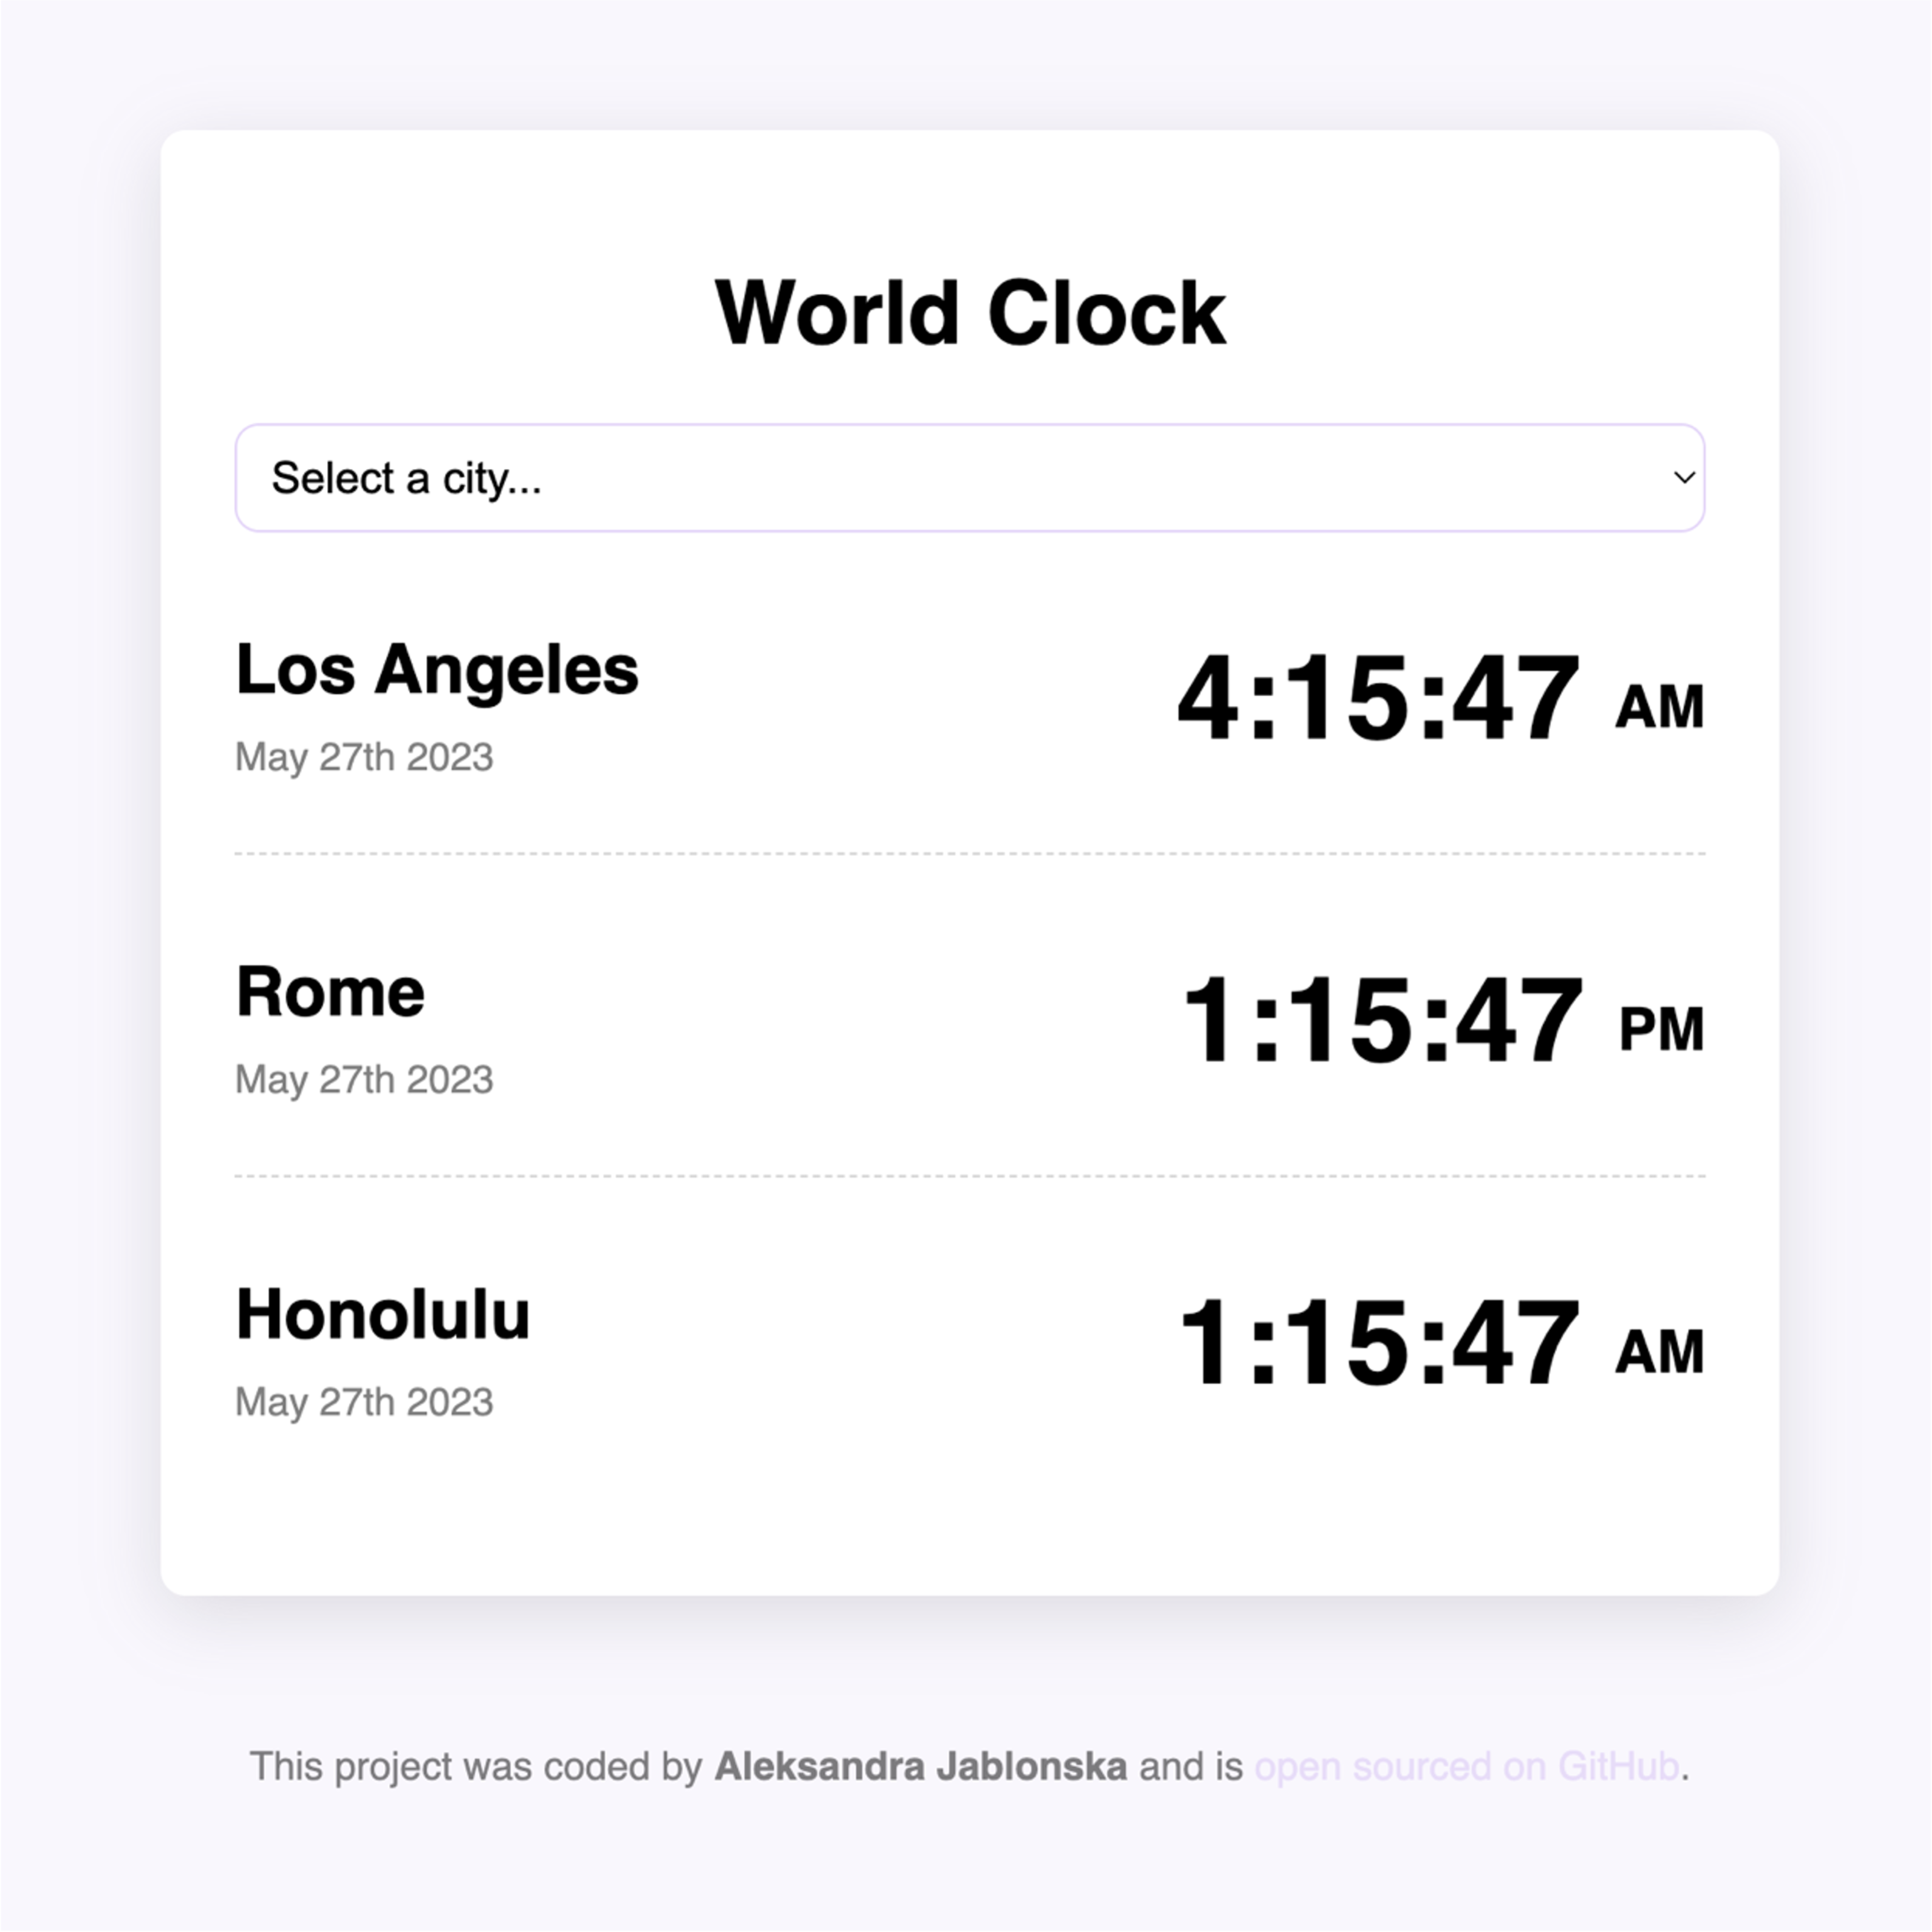 World Clock
Select a city...
Los Angeles
4:15:47 AM
May 27th 2023
Rome
1:15:47 PM
May 27th 2023
Honolulu
1:15:47 AM
May 27th 2023
This project was coded by Aleksandra Jablonska and is open sourced on GitHub.